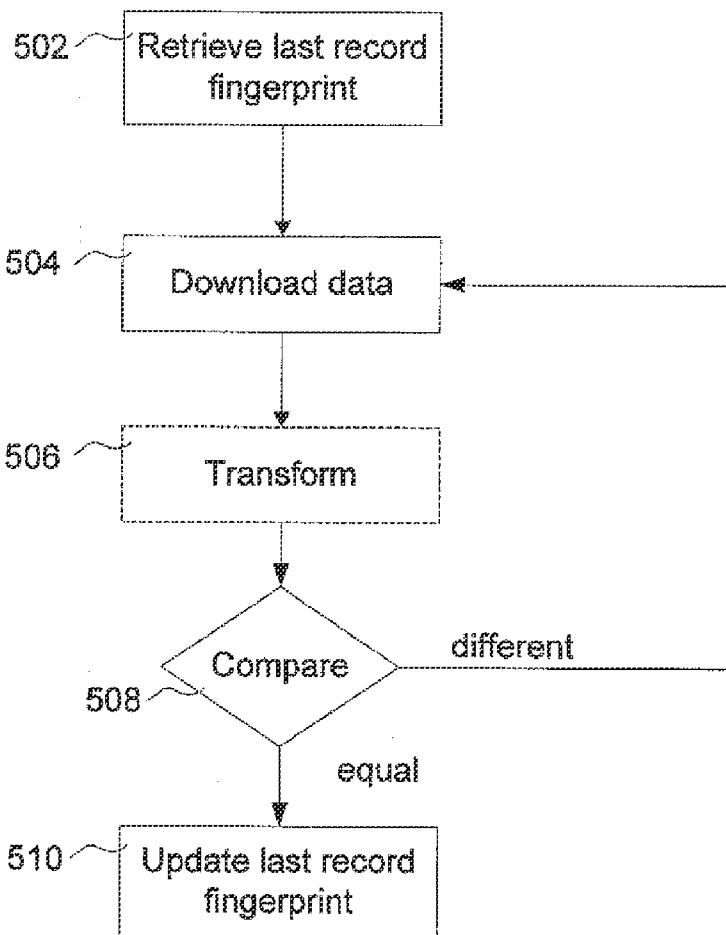 502
Retrieve last record
fingerprint
504
Download data
506
Transform
508
Compare
different
equal
510
Update last record
fingerprint